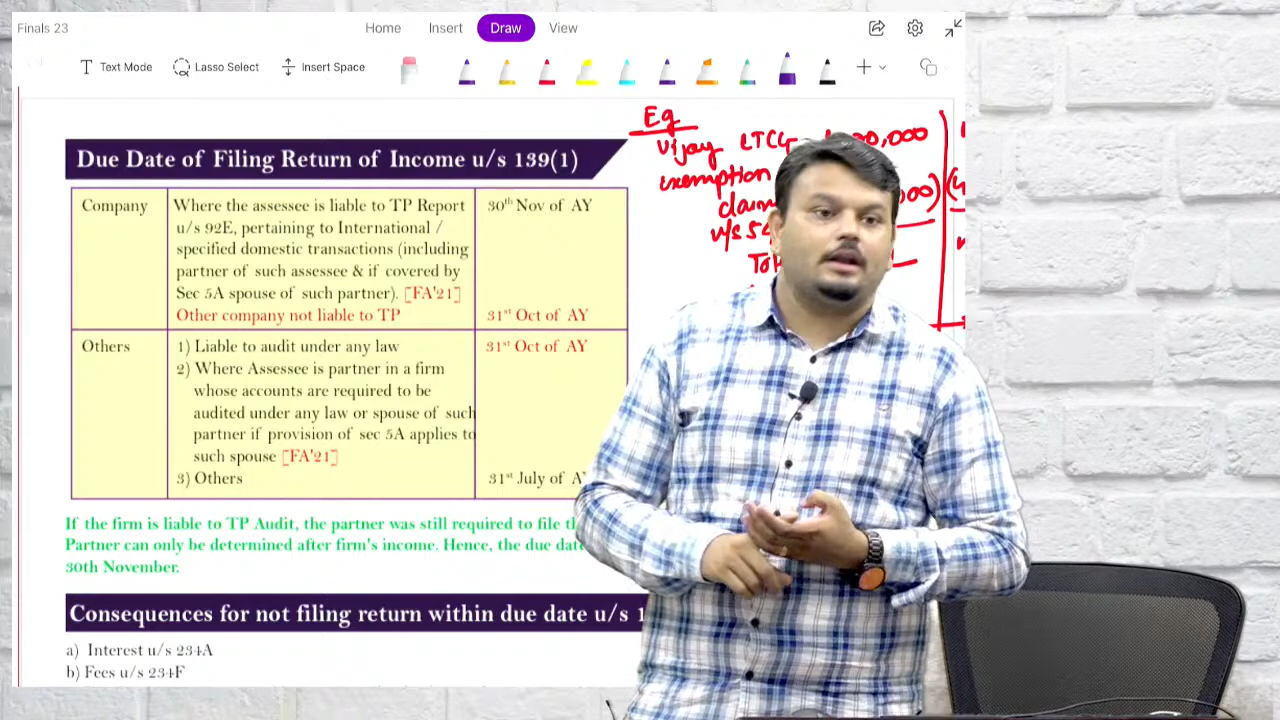 Finals 23
Home Insert Draw View
Text Mode Lasso Select Insert Space
Due Date of Filing Return of Income u/s 139(1)
Company
Where the assessee is liable to TP Report
u/s 92E, pertaining to International /
specified domestic transactions (including
partner of such assessee & if covered by
Sec 5A spouse of such partner). [FA'21]
Other company not liable to TP
30th Nov of AY
31st Oct of AY
Others
1) Liable to audit under any law
2) Where Assessee is partner in a firm
whose accounts are required to be
audited under any law or spouse of such
partner if provision of sec 5A applies to
such spouse [FA'21]
3) Others
31st Oct of AY
31st July of
If the firm is liable to TP Audit, the partner was still required to file
Partner can only be determined after firm's income. Hence, the due
30th November.
Consequences for not filing return within due date u/s
a) Interest u/s 234A
b) Fees u/s 234F
Eg
Vijay LTCG
exemption
u/s